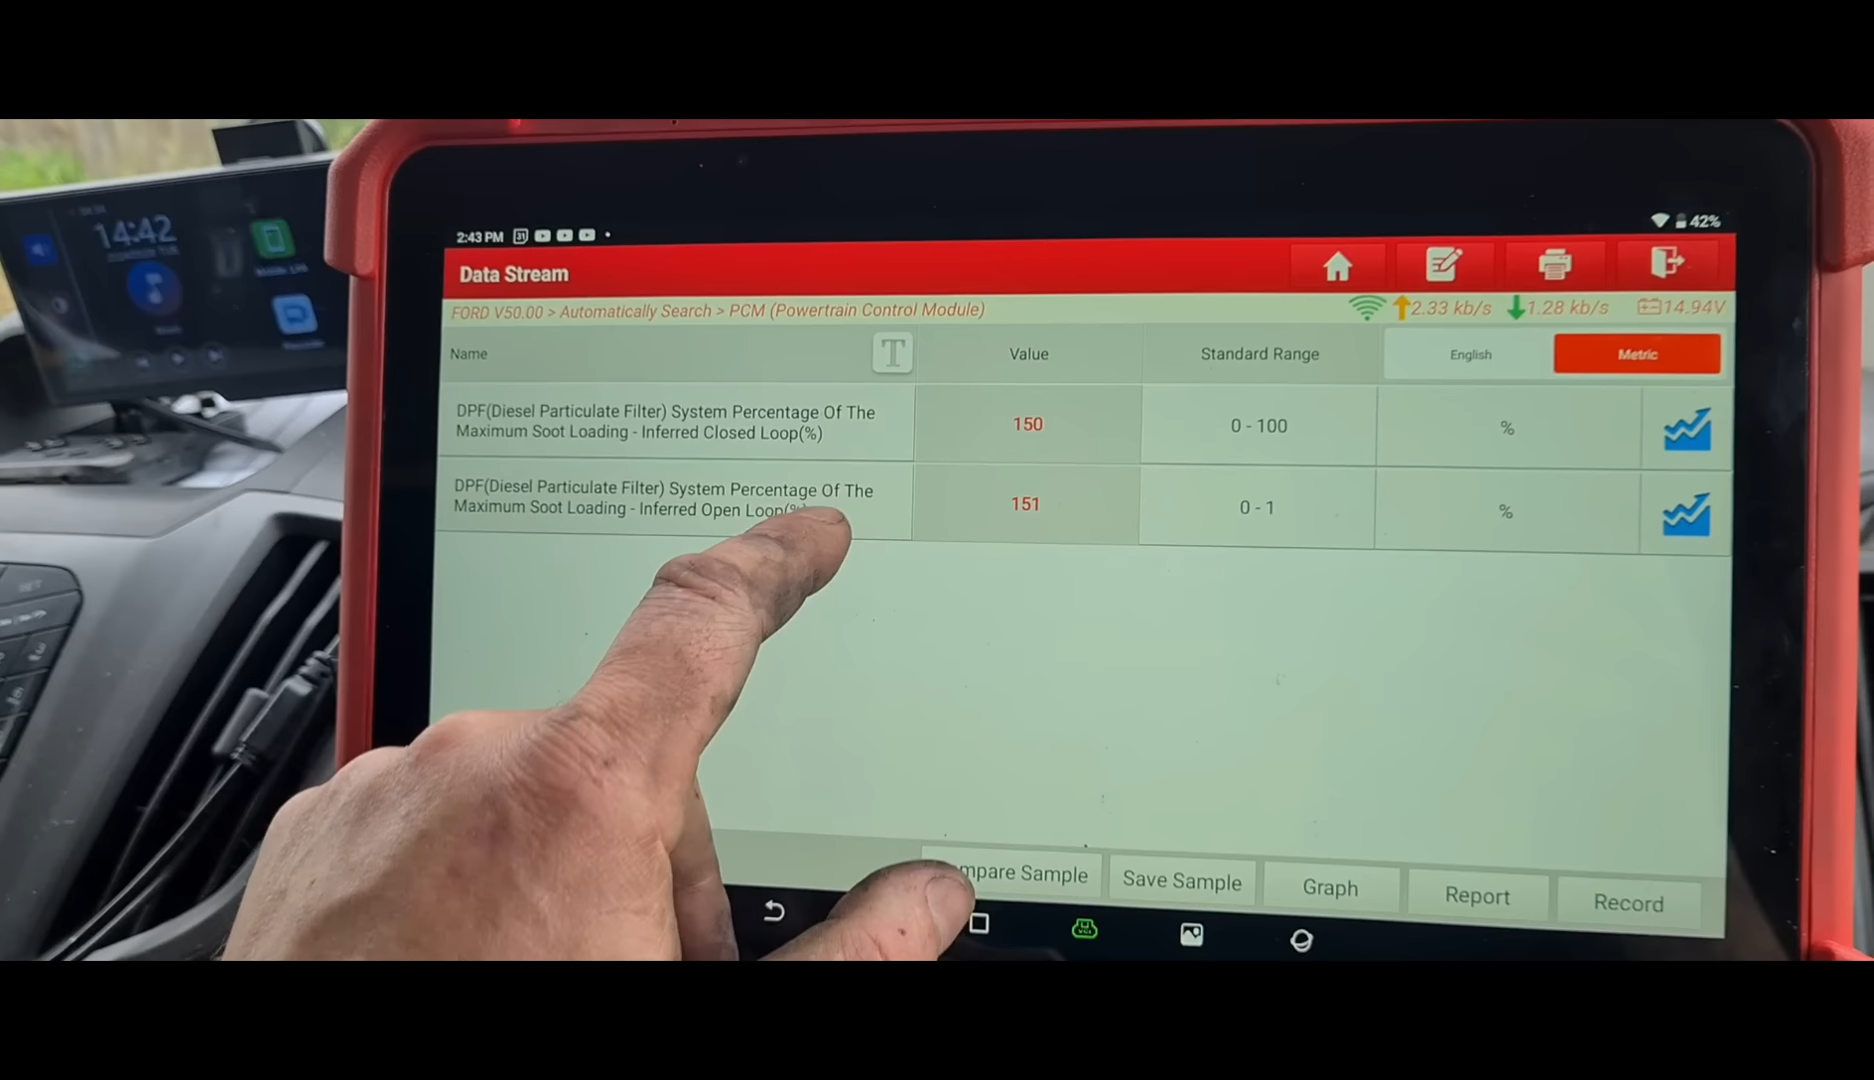 14:42
2:43 PM
31
42%
Data Stream
FORD V50.00 > Automatically Search > PCM (Powertrain Control Module)
2.33 kb/s
1.28 kb/s
14.94V
Name
T
Value
Standard Range
English
Metric
DPF(Diesel Particulate Filter) System Percentage Of The
Maximum Soot Loading - Inferred Closed Loop(%)
150
0 - 100
%
DPF(Diesel Particulate Filter) System Percentage Of The
Maximum Soot Loading - Inferred Open Loop(%
151
0 - 1
%
mpare Sample
Save Sample
Graph
Report
Record
VCI